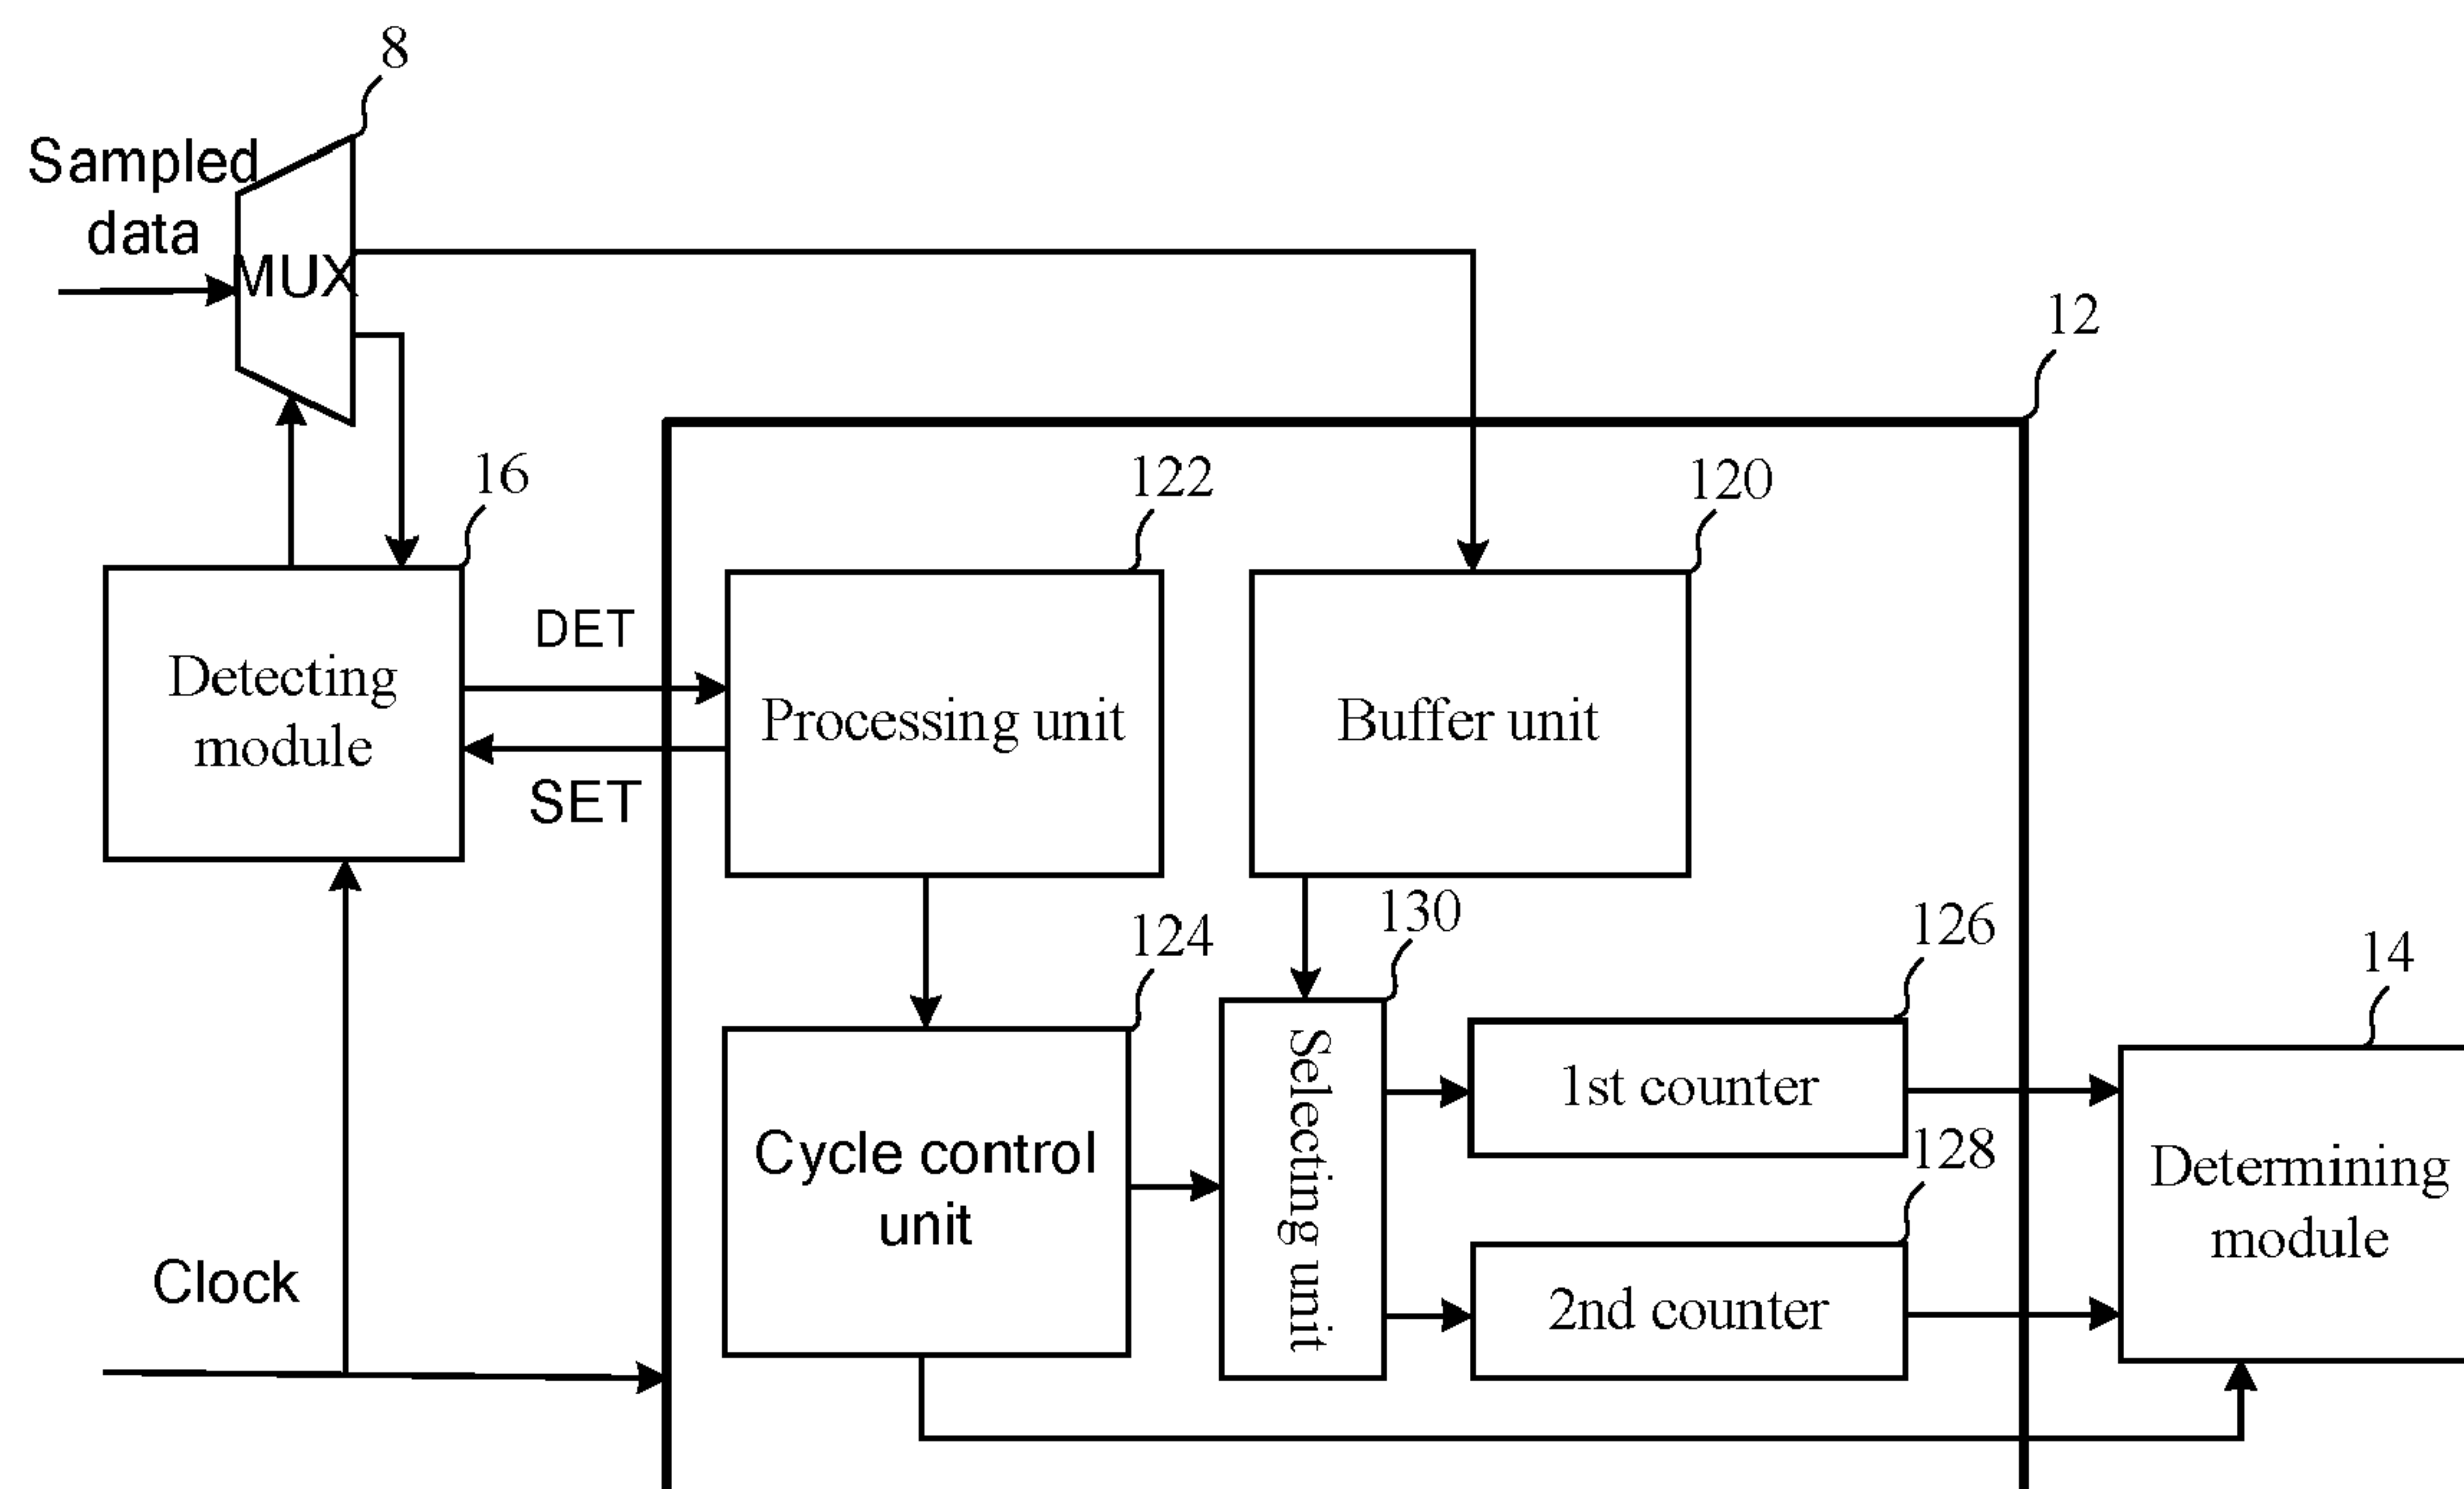 8
Sampled
data
MUX
12
16
122
120
DET
Detecting
module
Processing unit
Buffer unit
SET
130
124
126
14
Selecting unit
1st counter
128
Cycle control
unit
Determining
module
2nd counter
Clock